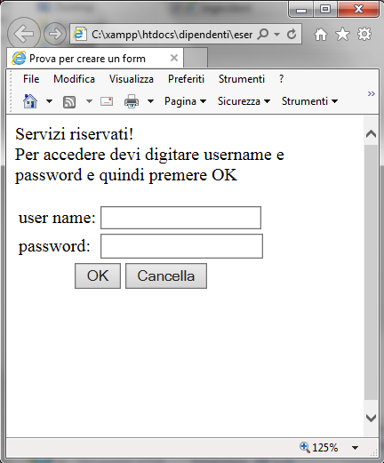 C:\xampp\htdocs\dipendenti\eser
Prova per creare un form
File Modifica Visualizza Preferiti Strumenti ?
Pagina Sicurezza Strumenti
Servizi riservati!
Per accedere devi digitare username e
password e quindi premere OK
user name:
password:
OK Cancella
125%